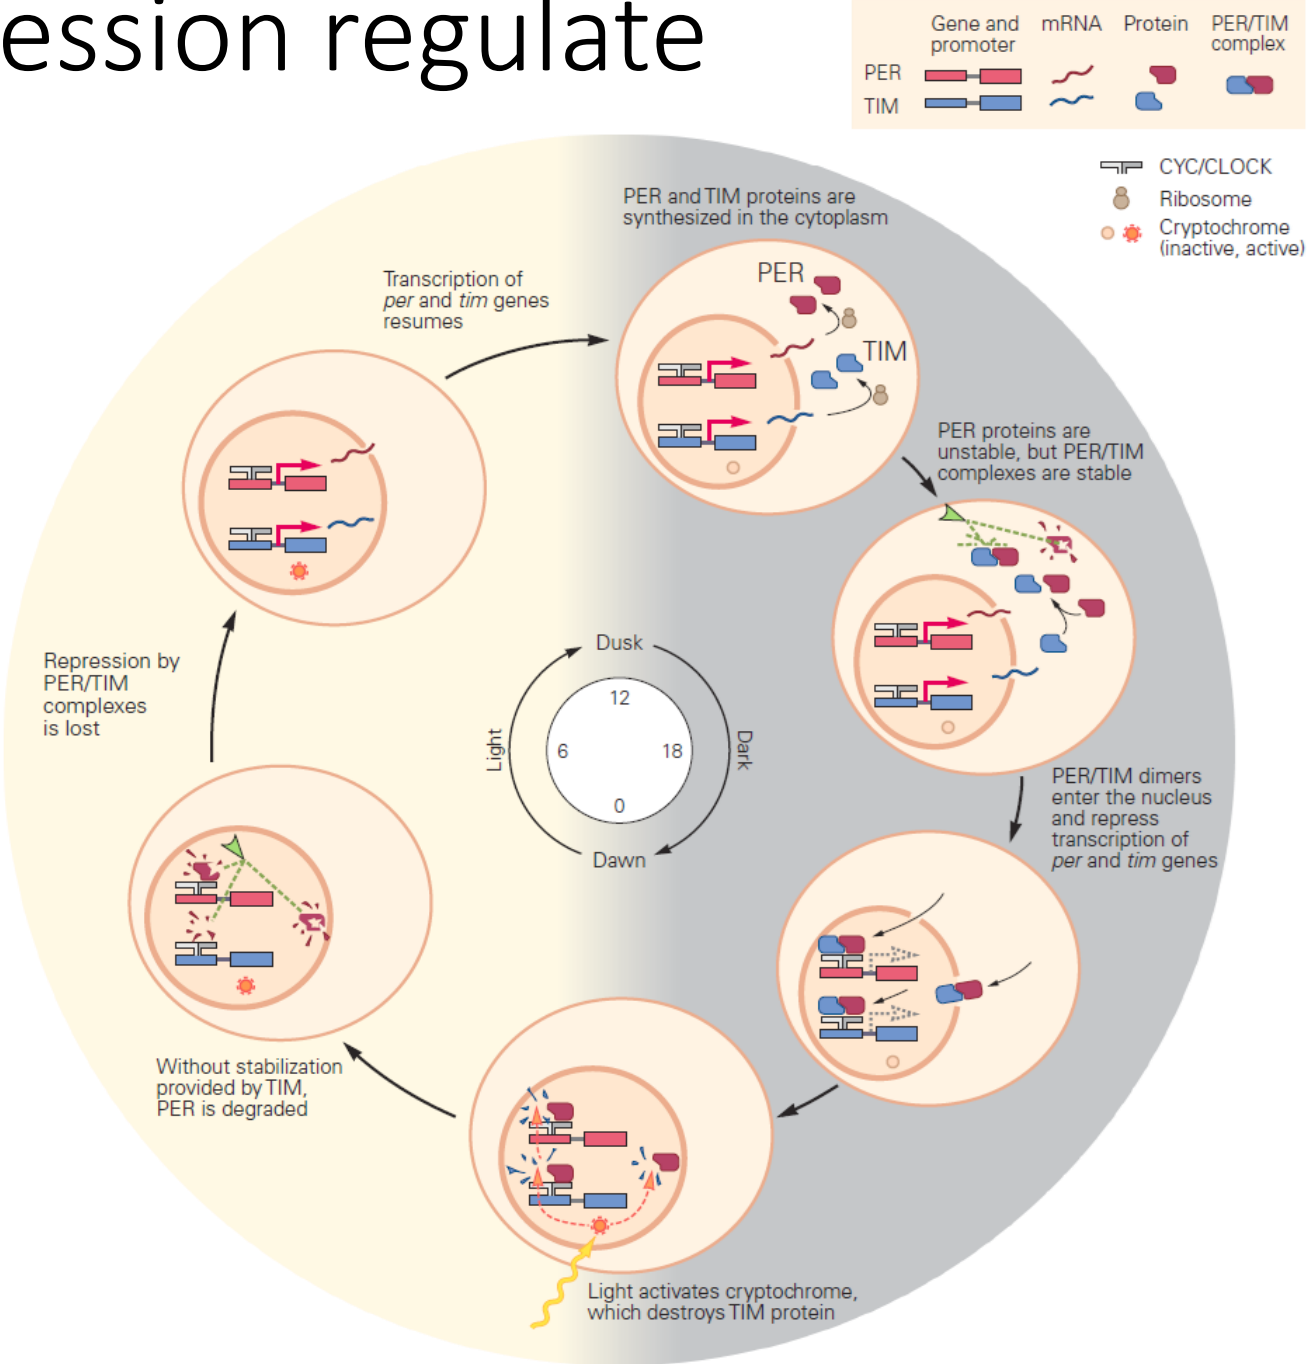 ession regulate
Gene and
promoter
mRNA
Protein
PER/TIM
complex
PER
TIM
CYC/CLOCK
Ribosome
Cryptochrome
(inactive, active)
PER and TIM proteins are
synthesized in the cytoplasm
PER
TIM
Transcription of
per and tim genes
resumes
PER proteins are
unstable, but PER/TIM
complexes are stable
Repression by
PER/TIM
complexes
is lost
Dusk
12
Light
6
18
Dark
0
Dawn
PER/TIM dimers
enter the nucleus
and repress
transcription of
per and tim genes
Without stabilization
provided by TIM,
PER is degraded
Light activates cryptochrome,
which destroys TIM protein